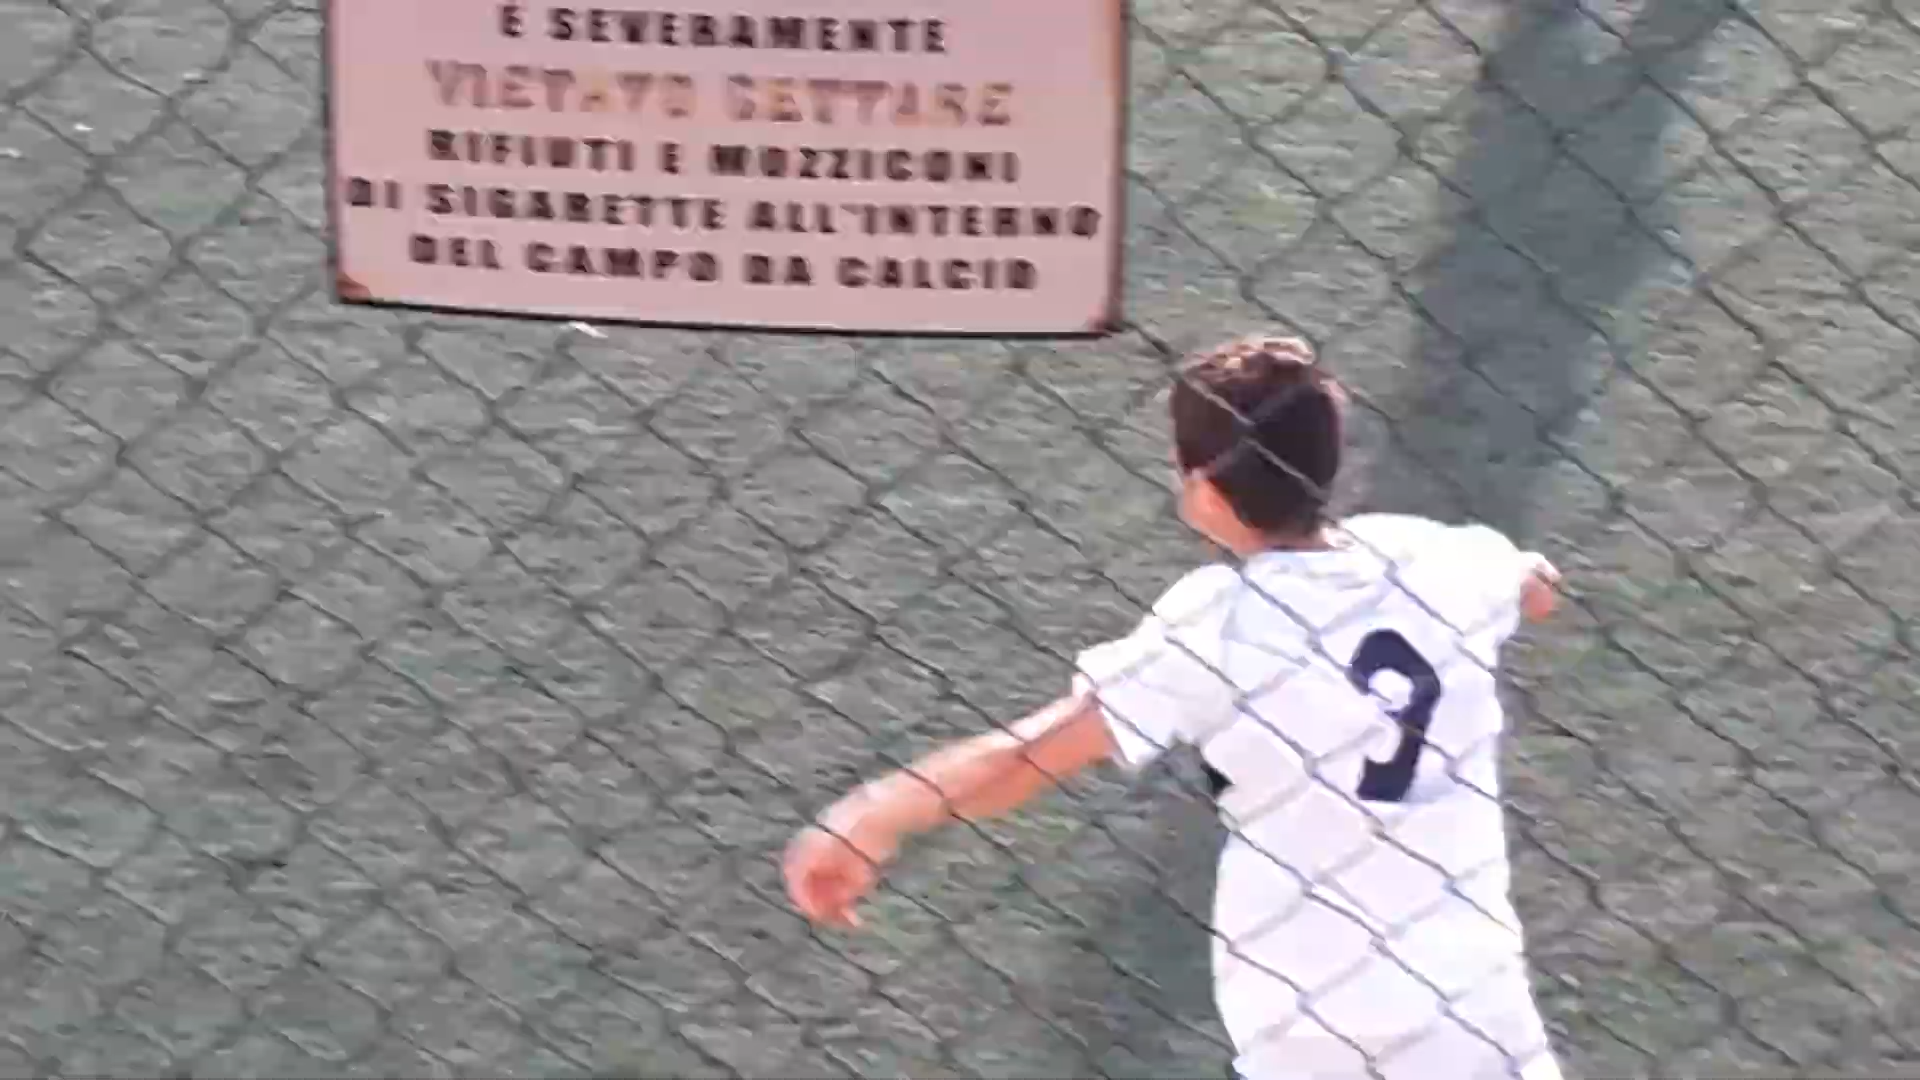 E SEVERAMENTE
VIETATO GETTARE
RIFIUTI E MOZZICONI
DI SIGARETTE ALL'INTERNO
DEL CAMPO DA CALCIO
3